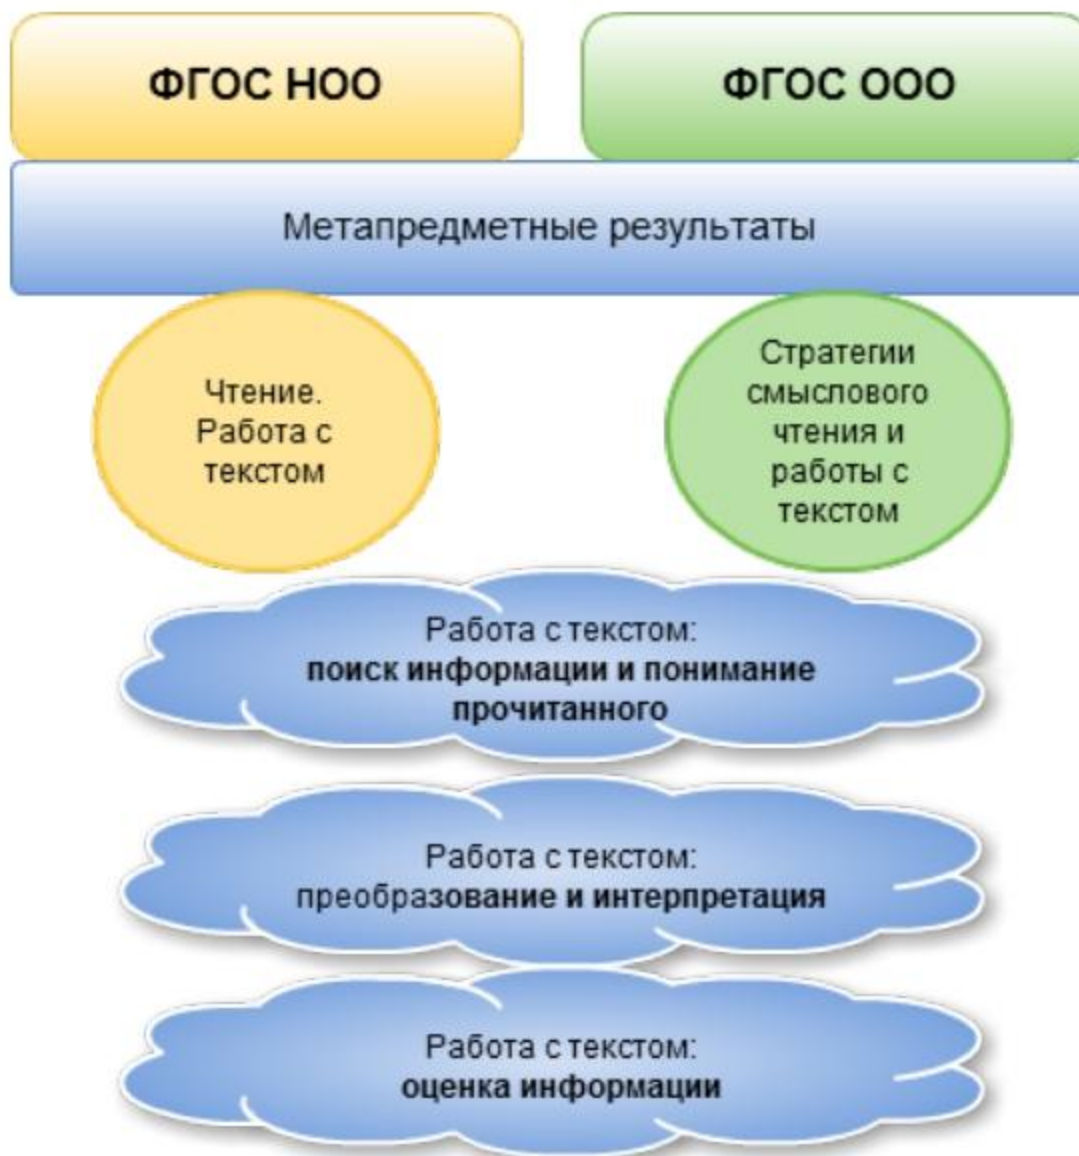 ФГОС НОО
ФГОС ООО
Метапредметные результаты
Чтение.
Работа с
текстом
Стратегии
смыслового
чтения и
работы с
текстом
Работа с текстом:
поиск информации и понимание
прочитанного
Работа с текстом:
преобразование и интерпретация
Работа с текстом:
оценка информации